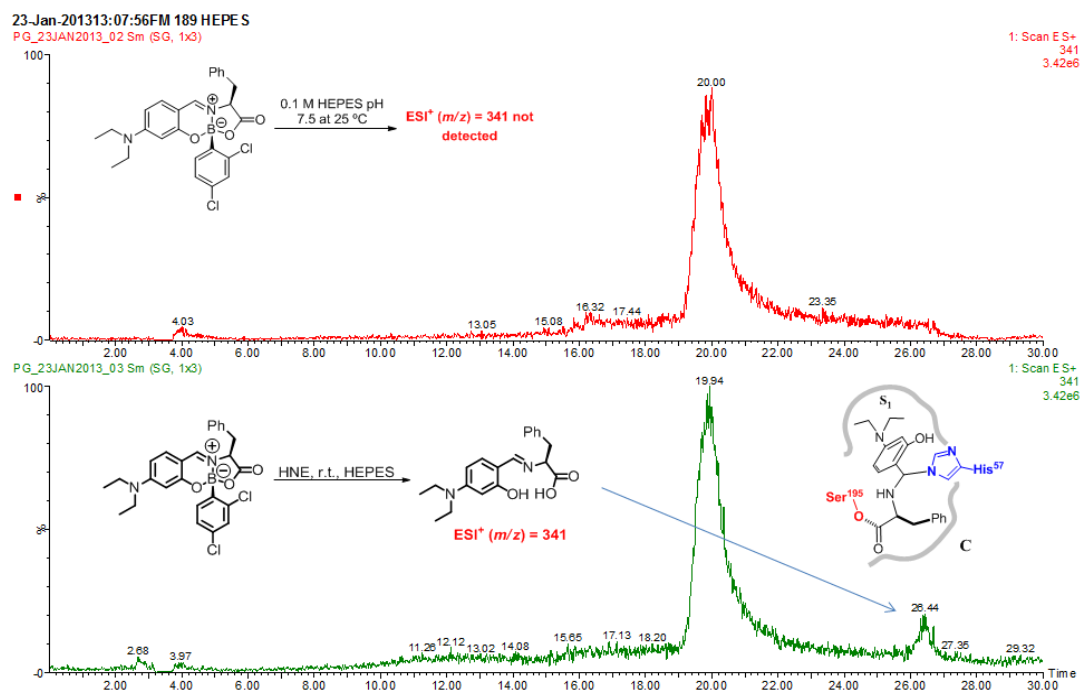 23-Jan-201313:07:56FM 189 HEPES
PG_23JAN2013_02 Sm (SG, 1x3)
1: Scan ES+
341
3.42e6
100
%
-0
20.00
4.03
13.05
15.08
16.32
17.44
23.35
Ph
N
B
O
O
O
N
Cl
Cl
0.1 M HEPES pH
7.5 at 25 ºC
ESI+ (m/z) = 341 not
detected
2.00 4.00 6.00 8.00 10.00 12.00 14.00 16.00 18.00 20.00 22.00 24.00 26.00 28.00 30.00
PG_23JAN2013_03 Sm (SG, 1x3)
1: Scan ES+
341
3.42e6
100
%
-0
19.94
2.68
3.97
11.26
12.12
13.02
14.08
15.65
17.13
18.20
26.44
27.35
29.32
Ph
N
B
O
O
O
N
Cl
Cl
HNE, r.t., HEPES
Ph
N
O
OH
HO
N
ESI+ (m/z) = 341
S1
N
OH
N
N
His57
HN
Ser195
O
O
Ph
C
2.00 4.00 6.00 8.00 10.00 12.00 14.00 16.00 18.00 20.00 22.00 24.00 26.00 28.00 30.00
Time